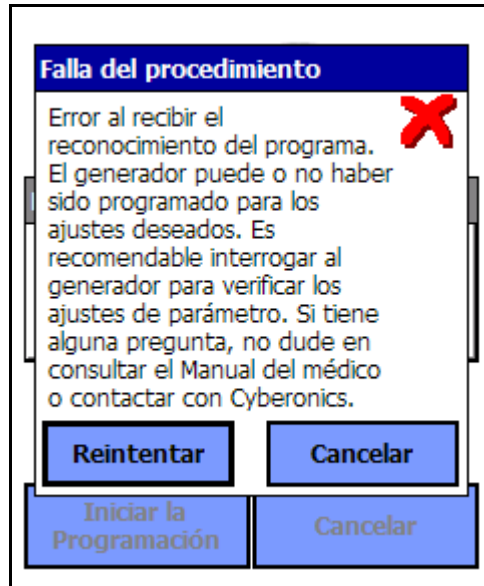 Falla del procedimiento
Error al recibir el
reconocimiento del programa.
El generador puede o no haber
sido programado para los
ajustes deseados. Es
recomendable interrogar al
generador para verificar los
ajustes de parámetro. Si tiene
alguna pregunta, no dude en
consultar el Manual del médico
o contactar con Cyberonics.
Reintentar
Cancelar
Iniciar la
Programación
Cancelar